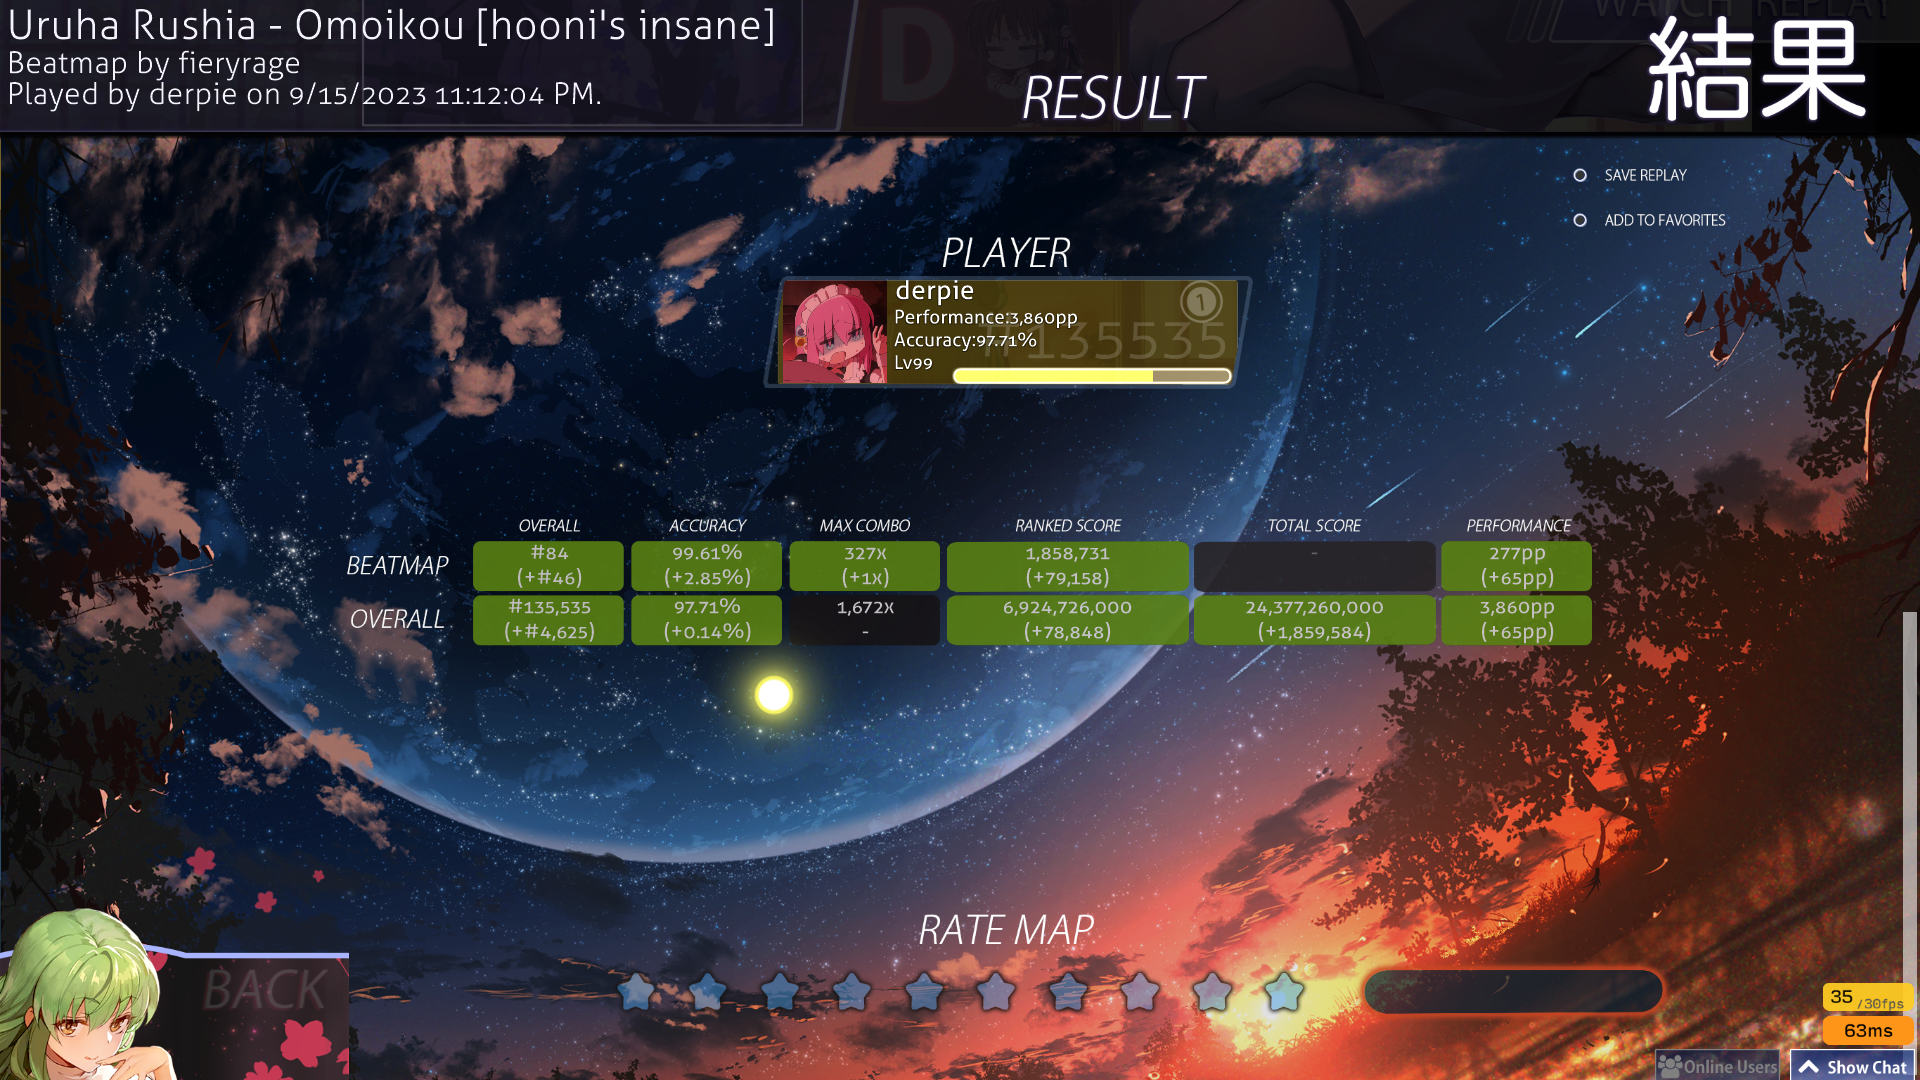 Uruha Rushia - Omoikou [hooni's insane]
Beatmap by fieryrage
Played by derpie on 9/15/2023 11:12:04 PM.
D
WATCH REPLAY
RESULT
結果
SAVE REPLAY
ADD TO FAVORITES
PLAYER
derpie
1
Performance:3,860pp
#135535
Accuracy:97.71%
Lv99
OVERALL ACCURACY MAX COMBO RANKED SCORE TOTAL SCORE PERFORMANCE
BEATMAP
#84 99.61% 327x 1,858,731 - 277pp
(+#46) (+2.85%) (+1x) (+79,158) (+65pp)
OVERALL
#135,535 97.71% 1,672x 6,924,726,000 24,377,260,000 3,860pp
(+#4,625) (+0.14%) - (+78,848) (+1,859,584) (+65pp)
RATE MAP
BACK
35 /30fps
63ms
Online Users
Show Chat